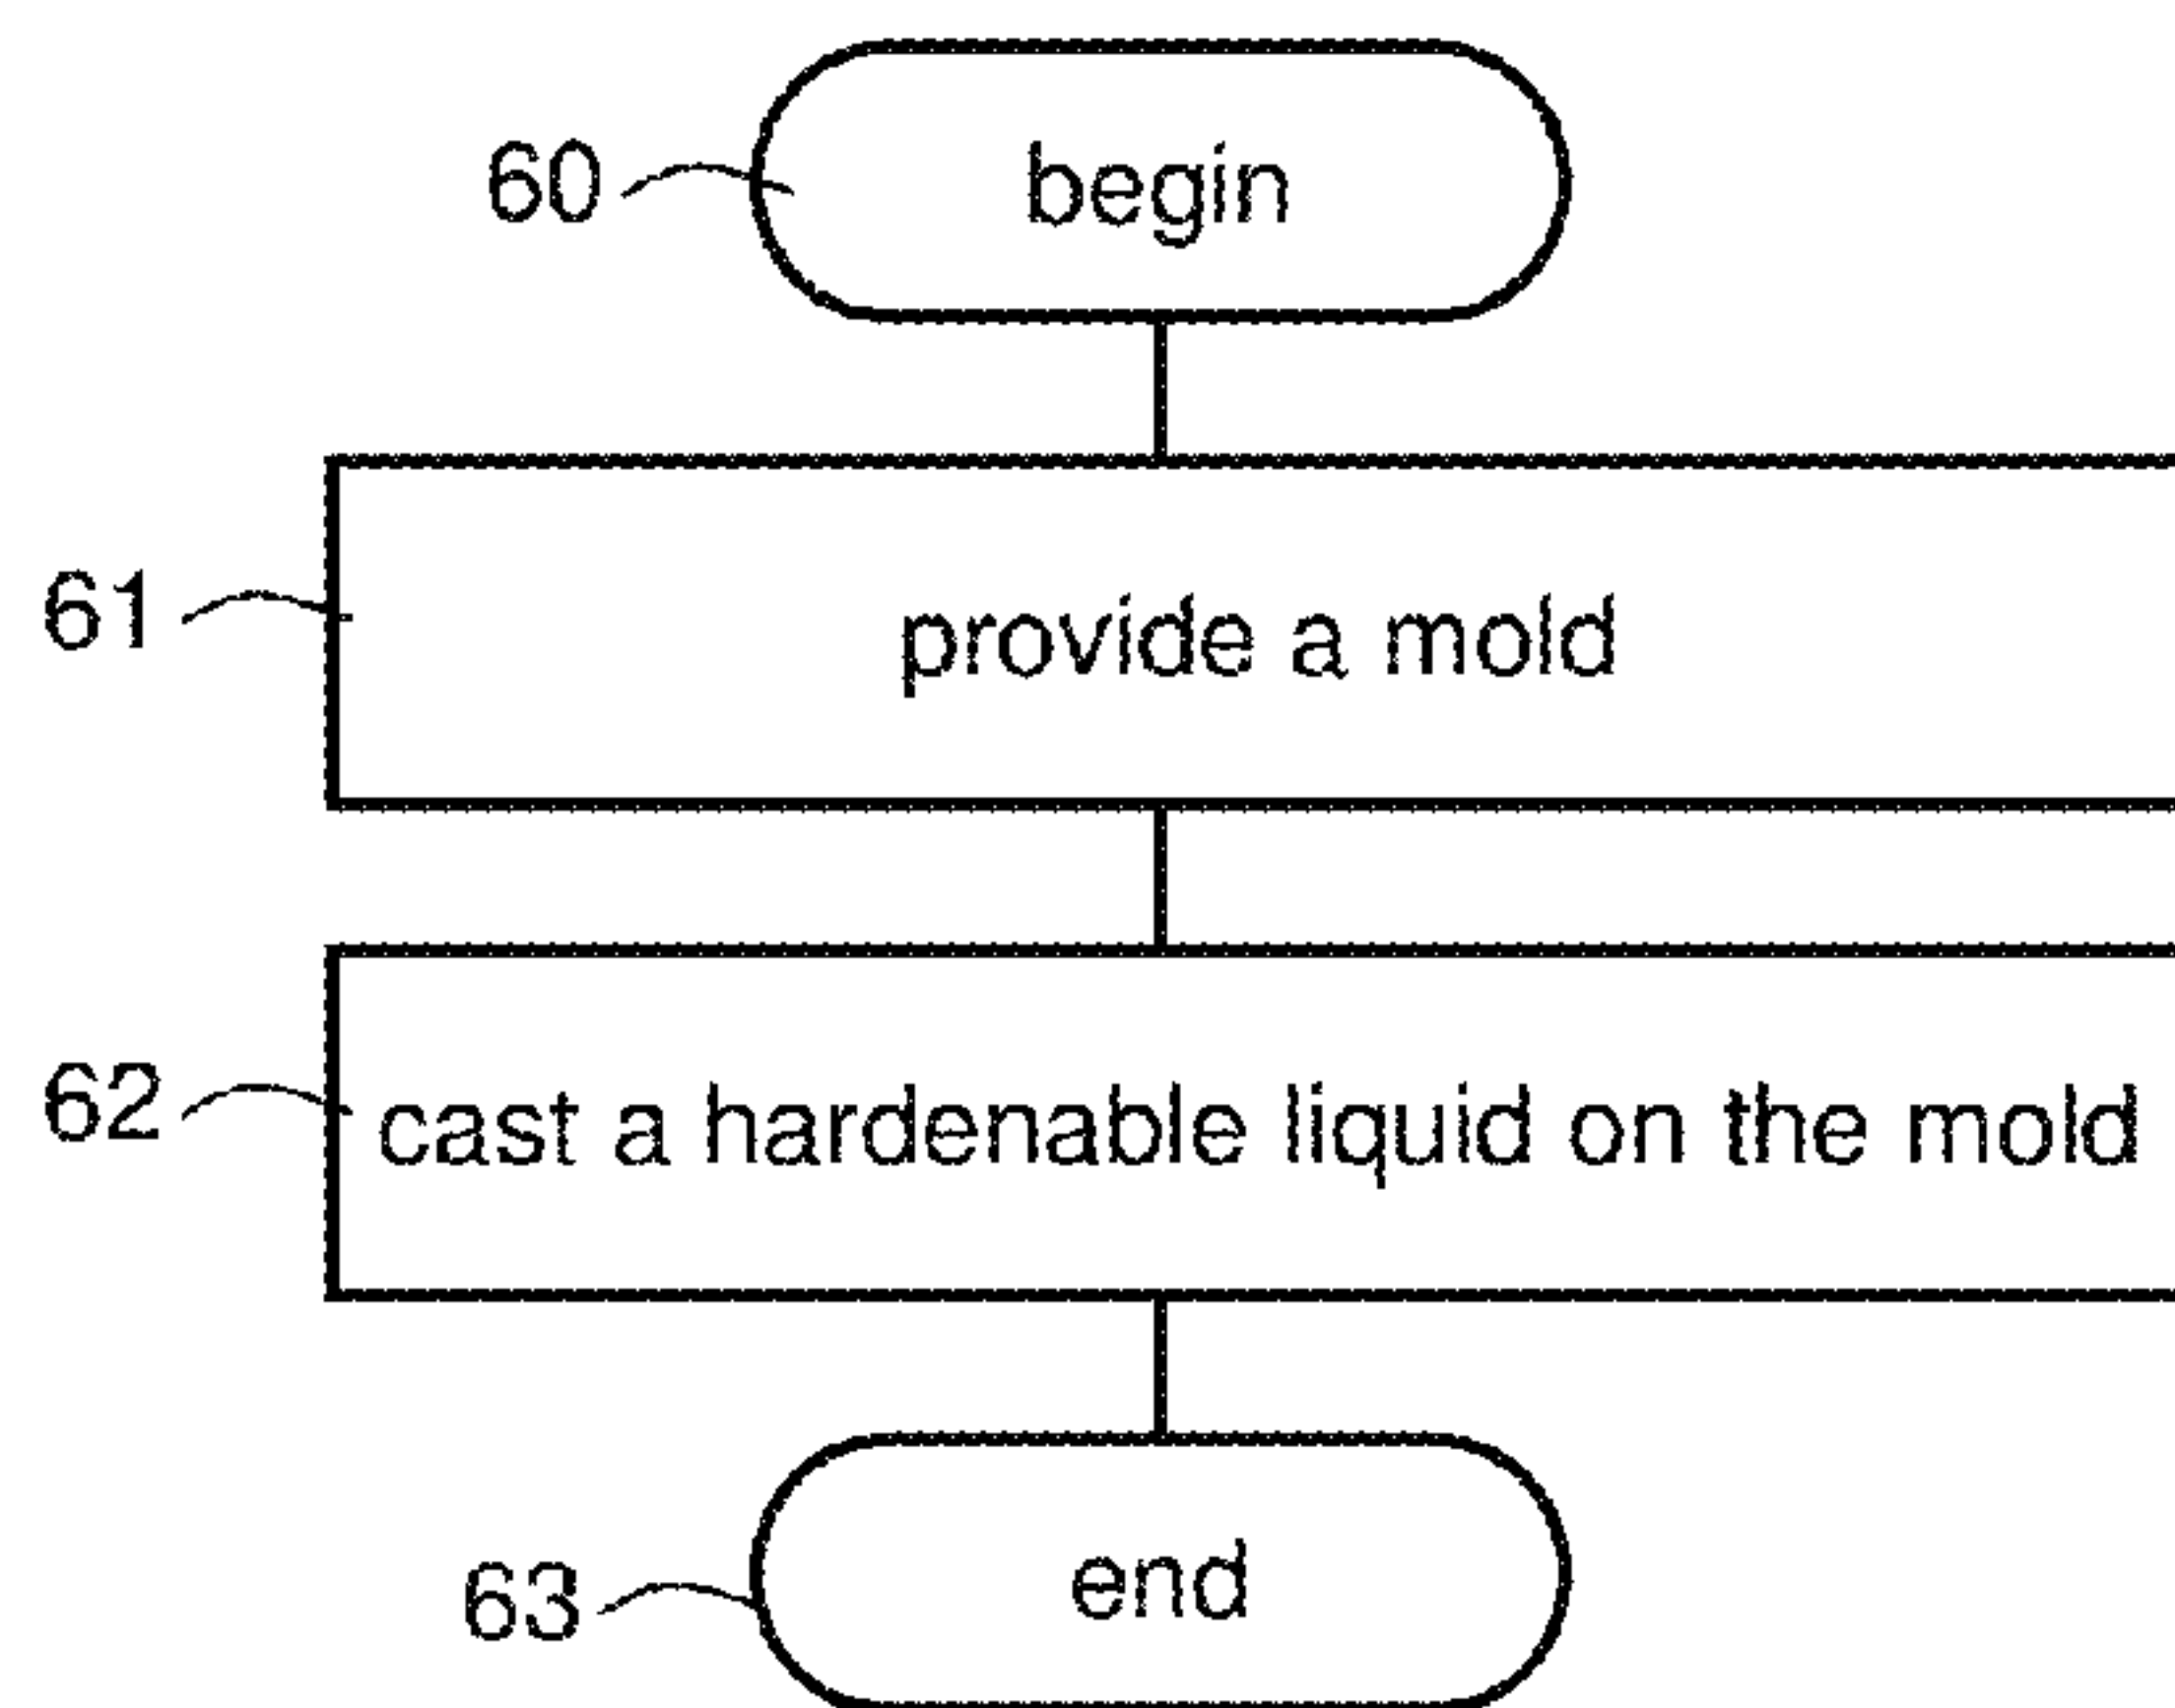 60 begin
61 provide a mold
62 cast a hardenable liquid on the mold
63 end